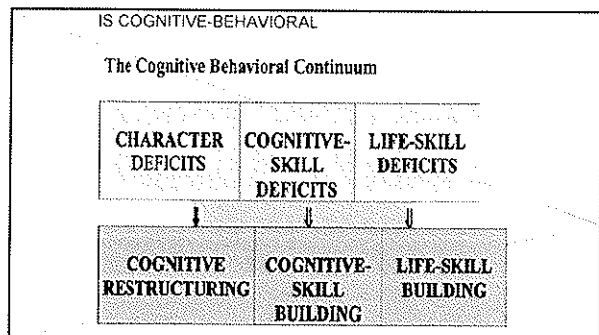 IS COGNITIVE-BEHAVIORAL
The Cognitive Behavioral Continuum
CHARACTER
DEFICITS
COGNITIVE-
SKILL
DEFICITS
LIFE-SKILL
DEFICITS
COGNITIVE
RESTRUCTURING
COGNITIVE-
SKILL
BUILDING
LIFE-SKILL
BUILDING